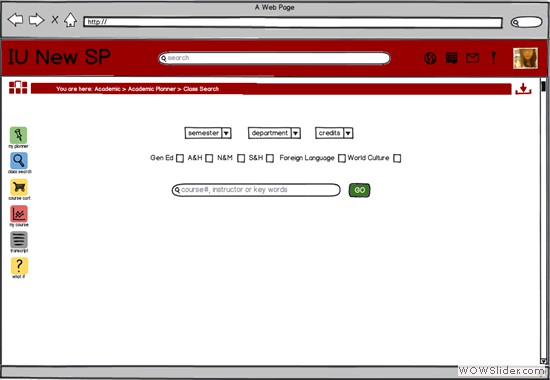 A Web Page
http://
IU New SP
search
You are here: Academic > Academic Planner > Class Search
semester
department
credits
Gen Ed A&H N&M S&H Foreign Language World Culture
course#, instructor or key words
GO
my planner
class search
course cart
my course
transcript
what if
WOWSlider.com